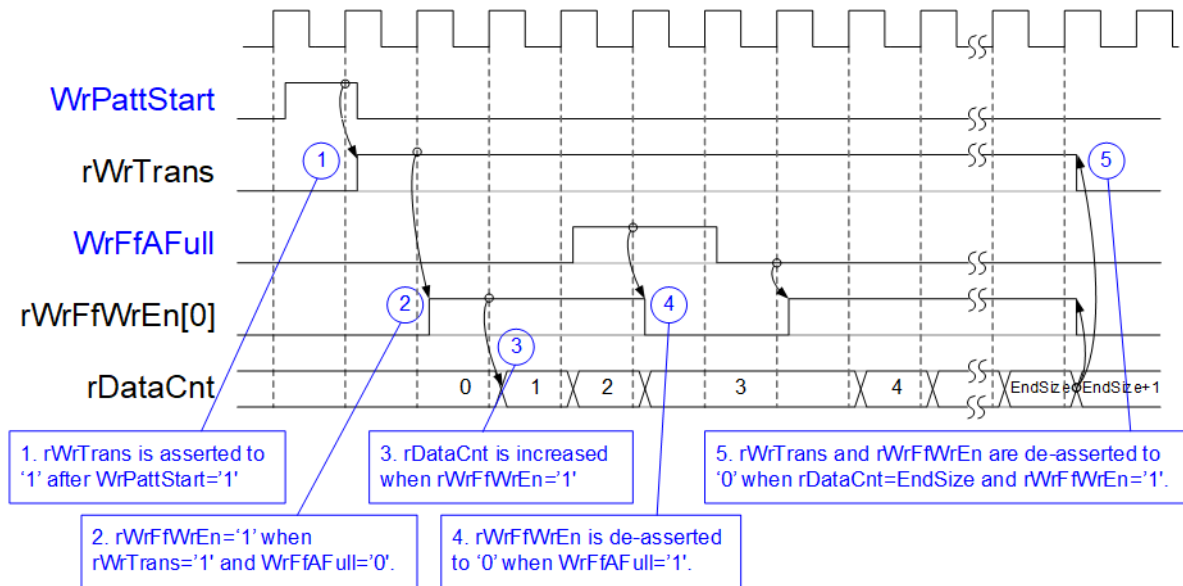 WrPattStart
1
rWrTrans
5
WrFfAFull
2
4
rWrFfWrEn[0]
3
rDataCnt
0 1 2 3 4 EndSize EndSize+1
1. rWrTrans is asserted to
‘1’ after WrPattStart='1'
3. rDataCnt is increased
when rWrFfWrEn='1'
5. rWrTrans and rWrFfWrEn are de-asserted to
‘0’ when rDataCnt=EndSize and rWrFfWrEn='1'.
2. rWrFfWrEn=‘1’ when
rWrTrans='1' and WrFfAFull='0'.
4. rWrFfWrEn is de-asserted
to ‘0’ when WrFfAFull='1'.